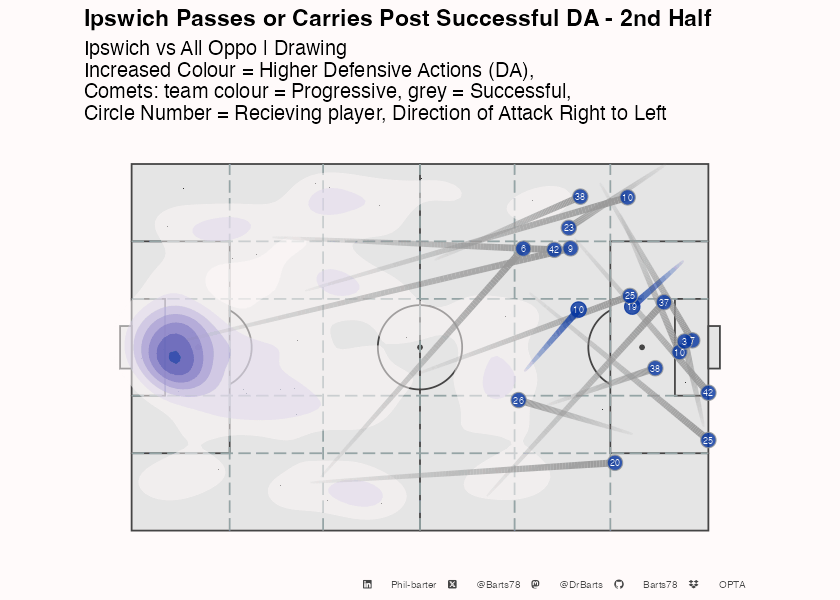 Ipswich Passes or Carries Post Successful DA - 2nd Half
Ipswich vs All Oppo | Drawing
Increased Colour = Higher Defensive Actions (DA),
Comets: team colour = Progressive, grey = Successful,
Circle Number = Recieving player, Direction of Attack Right to Left
38 10
23
6 42 9
25 37
10 19
37
10
38
42
26
25
20
Phil-barter @Barts78 @DrBarts Barts78 OPTA